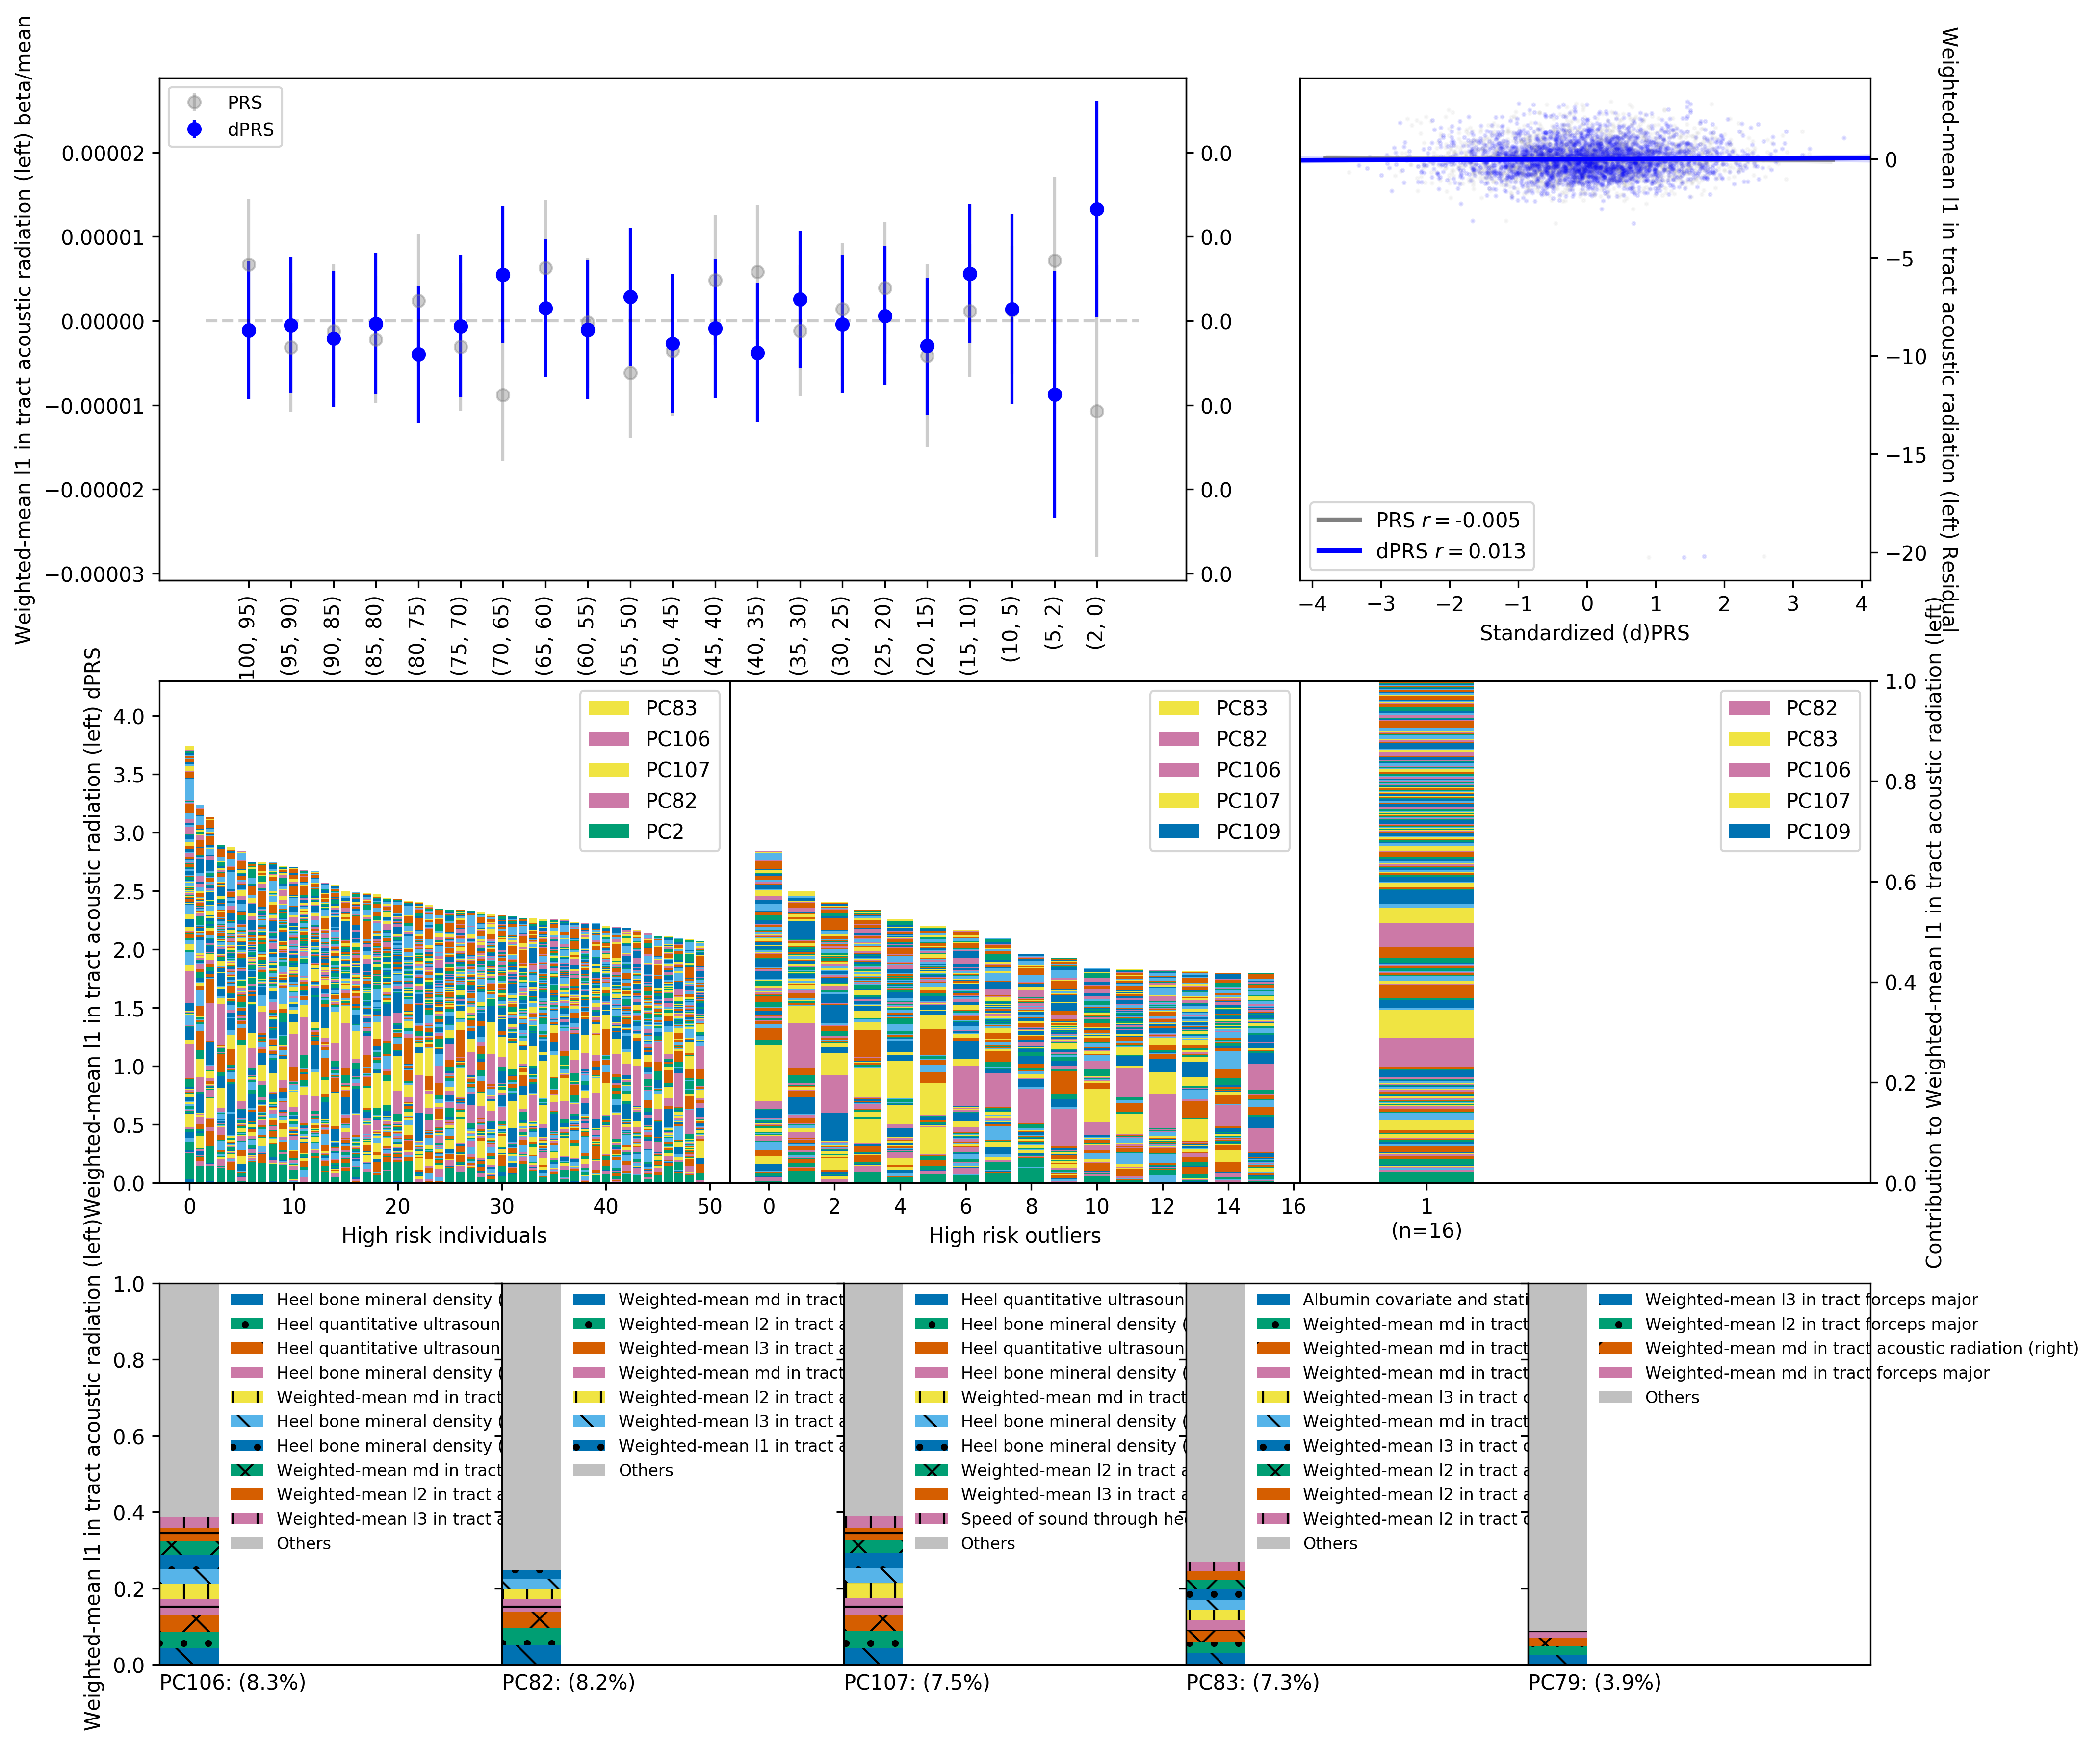 Weighted-mean l1 in tract acoustic radiation (left) beta/mean
PRS
dPRS
0.00002
0.00001
0.00000
−0.00001
−0.00002
−0.00003
0.0
0.0
0.0
0.0
0.0
0.0
100, 95)
(95, 90)
(90, 85)
(85, 80)
(80, 75)
(75, 70)
(70, 65)
(65, 60)
(60, 55)
(55, 50)
(50, 45)
(45, 40)
(40, 35)
(35, 30)
(30, 25)
(25, 20)
(20, 15)
(15, 10)
(10, 5)
(5, 2)
(2, 0)
PRS r = -0.005
dPRS r = 0.013
0
−5
−10
−15
−20
−4
−3
−2
−1
0
1
2
3
4
Standardized (d)PRS
Weighted-mean l1 in tract acoustic radiation (left) Residual
Weighted-mean l1 in tract acoustic radiation (left) dPRS
4.0
3.5
3.0
2.5
2.0
1.5
1.0
0.5
0.0
PC83
PC106
PC107
PC82
PC2
0
10
20
30
40
50
High risk individuals
PC83
PC82
PC106
PC107
PC109
0
2
4
6
8
10
12
14
16
High risk outliers
PC82
PC83
PC106
PC107
PC109
1
(n=16)
1.0
0.8
0.6
0.4
0.2
0.0
Contribution to Weighted-mean l1 in tract acoustic radiation (left)
Weighted-mean l1 in tract acoustic radiation (left)
1.0
0.8
0.6
0.4
0.2
0.0
Heel bone mineral density (
Heel quantitative ultrasoun
Heel quantitative ultrasoun
Heel bone mineral density (
Weighted-mean md in tract
Heel bone mineral density (
Heel bone mineral density (
Weighted-mean md in tract
Weighted-mean l2 in tract a
Weighted-mean l3 in tract a
Others
PC106: (8.3%)
Weighted-mean md in tract
Weighted-mean l2 in tract a
Weighted-mean l3 in tract a
Weighted-mean md in tract
Weighted-mean l2 in tract a
Weighted-mean l3 in tract a
Weighted-mean l1 in tract a
Others
PC82: (8.2%)
Heel quantitative ultrasoun
Heel bone mineral density (
Heel quantitative ultrasoun
Heel bone mineral density (
Weighted-mean md in tract
Heel bone mineral density (
Heel bone mineral density (
Weighted-mean l2 in tract a
Weighted-mean l3 in tract a
Speed of sound through he
Others
PC107: (7.5%)
Albumin covariate and stati
Weighted-mean md in tract
Weighted-mean md in tract
Weighted-mean md in tract
Weighted-mean l3 in tract c
Weighted-mean md in tract
Weighted-mean l3 in tract c
Weighted-mean l2 in tract a
Weighted-mean l2 in tract a
Weighted-mean l2 in tract c
Others
PC83: (7.3%)
Weighted-mean l3 in tract forceps major
Weighted-mean l2 in tract forceps major
Weighted-mean md in tract acoustic radiation (right)
Weighted-mean md in tract forceps major
Others
PC79: (3.9%)